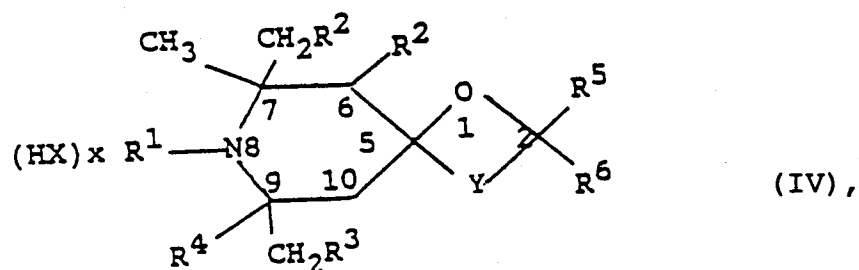 CH₃ CH₂R² R²
7 6 O R⁵
(HX)x R¹ N8 5 1 2
9 10 Y R⁶ (IV),
R⁴ CH₂R³